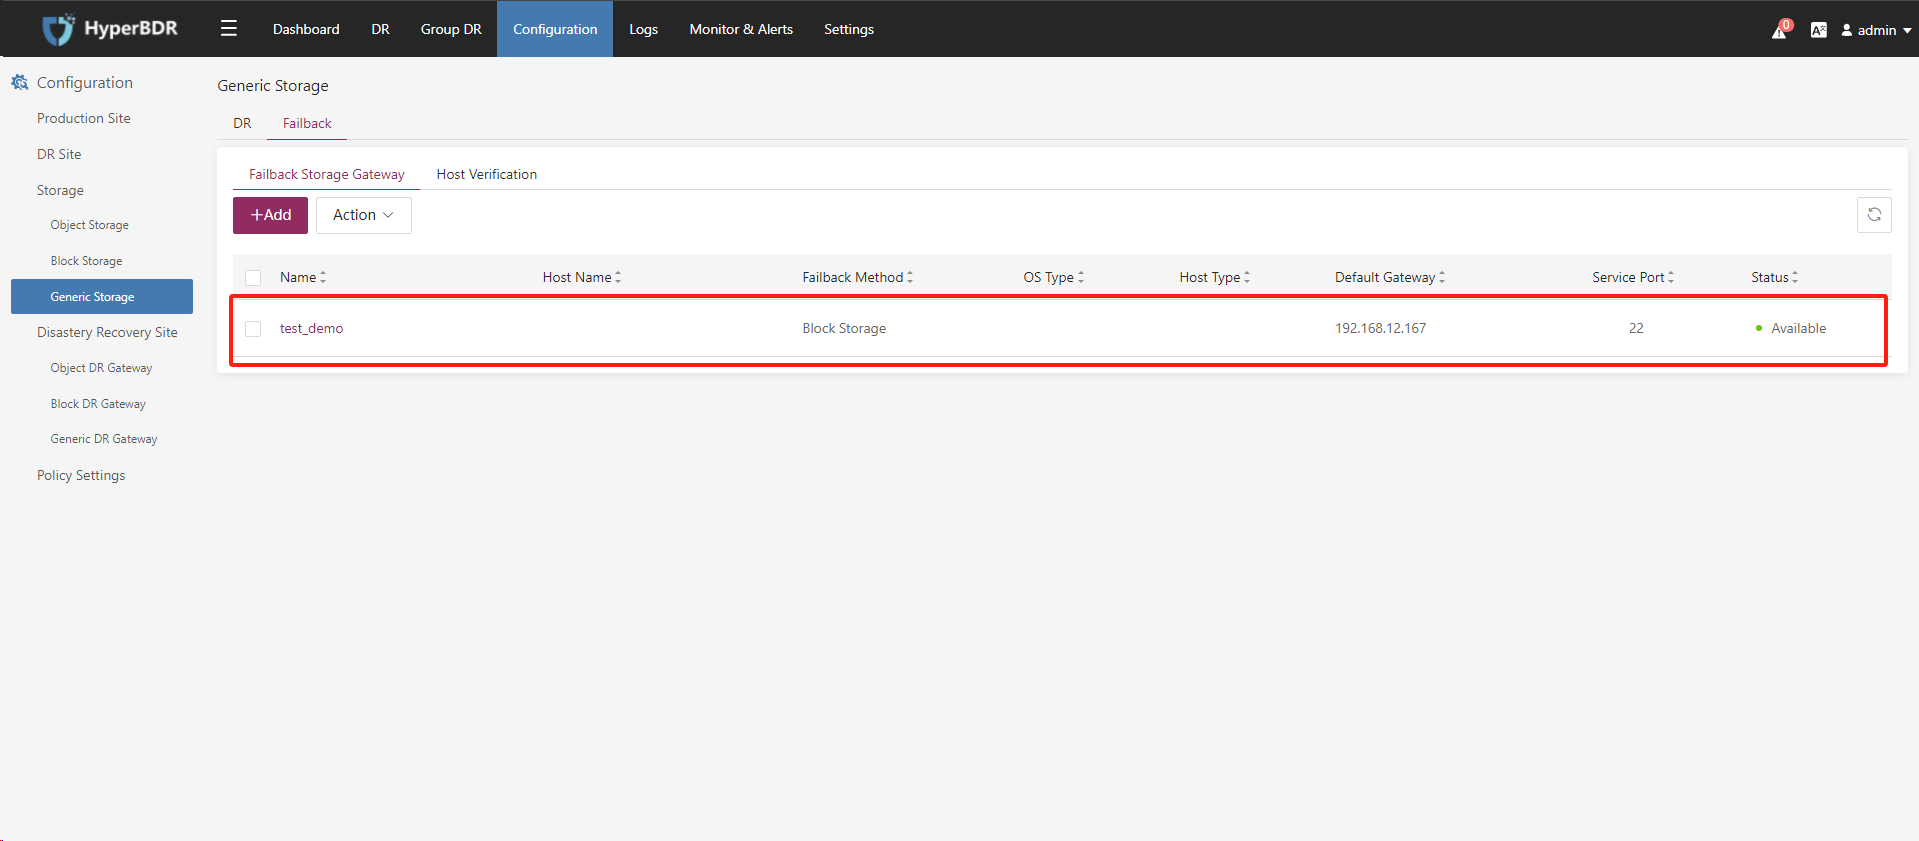 HyperBDR
Dashboard DR Group DR Configuration Logs Monitor & Alerts Settings 0 admin
Configuration
Production Site
DR Site
Storage
Object Storage
Block Storage
Generic Storage
Disastery Recovery Site
Object DR Gateway
Block DR Gateway
Generic DR Gateway
Policy Settings
Generic Storage
DR Failback
Failback Storage Gateway Host Verification
+Add Action
Name Host Name Failback Method OS Type Host Type Default Gateway Service Port Status
test_demo Block Storage 192.168.12.167 22 Available